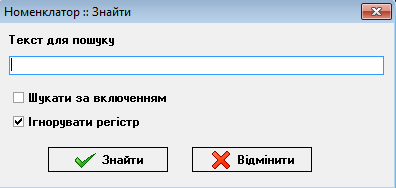 Номенклатор :: Знайти
Текст для пошуку
Шукати за включенням
Ігнорувати регістр
Знайти
Відмінити